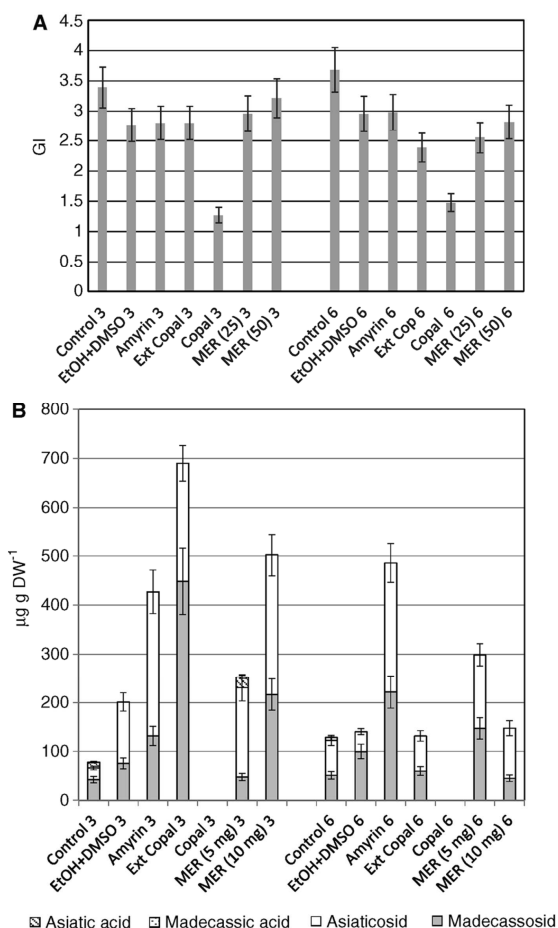 A
4.5
4
3.5
3
2.5
2
1.5
1
0.5
0
GI
Control 3
EtOH+DMSO 3
Amyrin 3
Ext Copal 3
Copal 3
MER (25) 3
MER (50) 3
Control 6
EtOH+DMSO 6
Amyrin 6
Ext Cop 6
Copal 6
MER (25) 6
MER (50) 6
B
800
700
600
500
400
300
200
100
0
µg g DW⁻¹
Control 3
EtOH+DMSO 3
Amyrin 3
Ext Copal 3
Copal 3
MER (5 mg) 3
MER (10 mg) 3
Control 6
EtOH+DMSO 6
Amyrin 6
Ext Copal 6
Copal 6
MER (5 mg) 6
MER (10 mg) 6
Asiatic acid Madecassic acid Asiaticosid Madecassosid